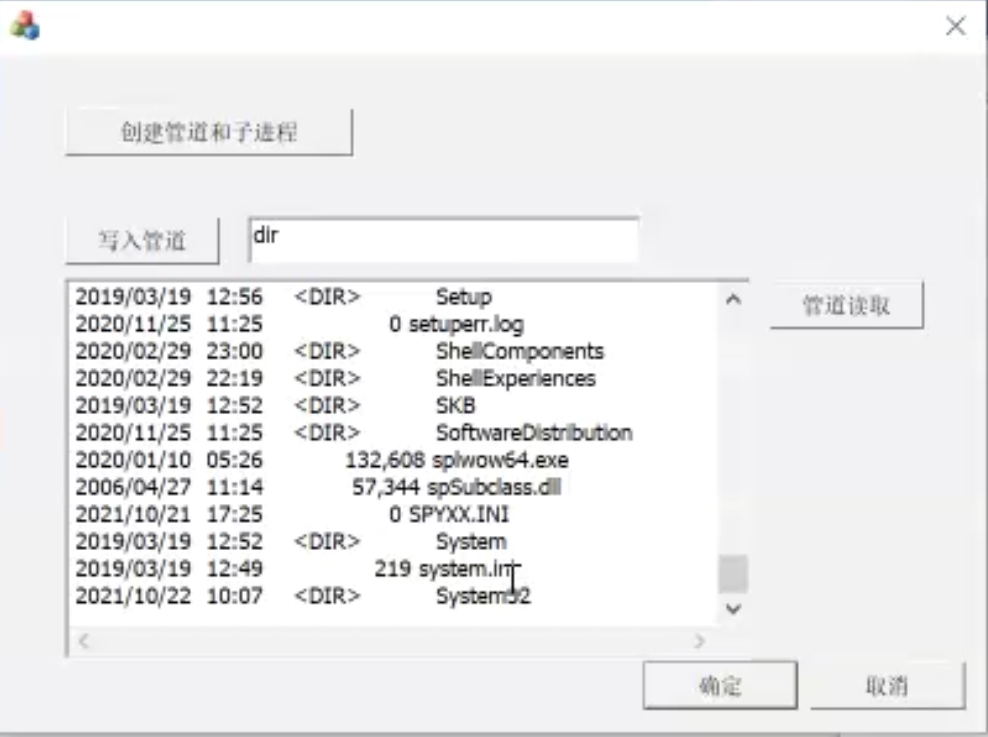 创建管道和子进程
写入管道 dir
2019/03/19 12:56 <DIR> Setup
管道读取
2020/11/25 11:25 0 setuperr.log
2020/02/29 23:00 <DIR> ShellComponents
2020/02/29 22:19 <DIR> ShellExperiences
2019/03/19 12:52 <DIR> SKB
2020/11/25 11:25 <DIR> SoftwareDistribution
2020/01/10 05:26 132,608 splwow64.exe
2006/04/27 11:14 57,344 spSubclass.dll
2021/10/21 17:25 0 SPYXX.INI
2019/03/19 12:52 <DIR> System
2019/03/19 12:49 219 system.ini
2021/10/22 10:07 <DIR> System32
确定 取消